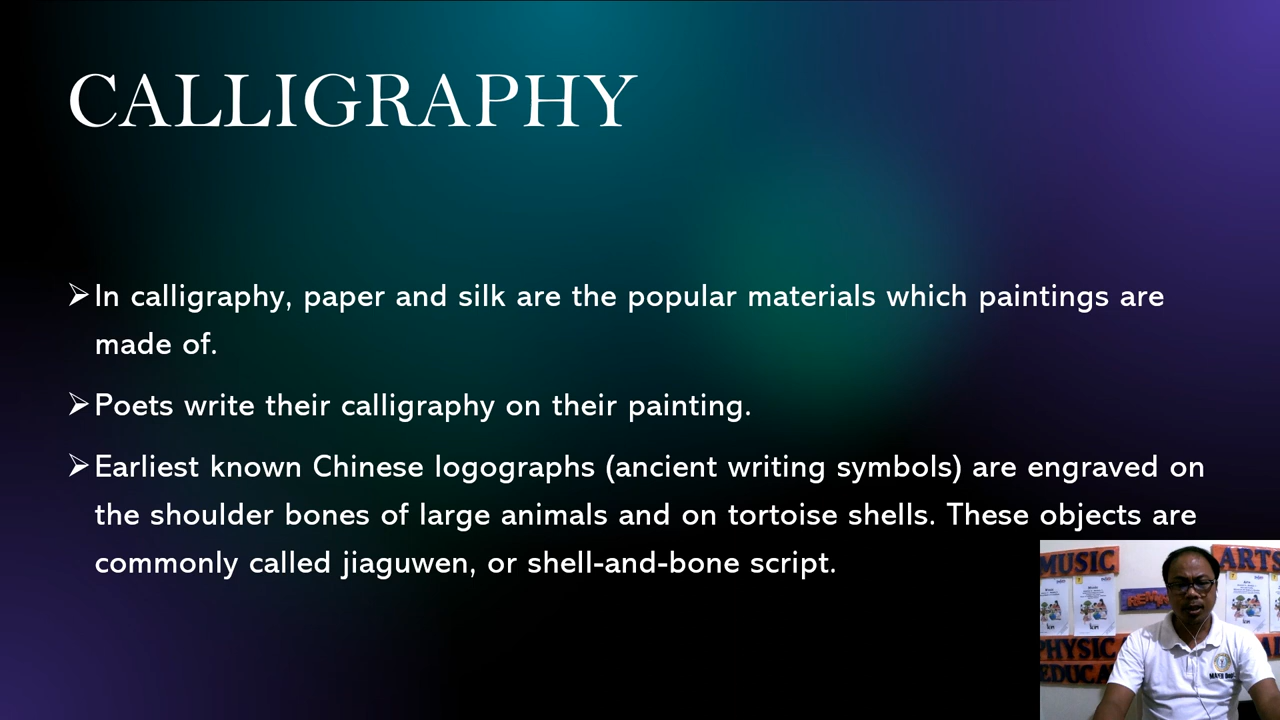 CALLIGRAPHY
➢In calligraphy, paper and silk are the popular materials which paintings are
made of.
➢Poets write their calligraphy on their painting.
➢Earliest known Chinese logographs (ancient writing symbols) are engraved on
the shoulder bones of large animals and on tortoise shells. These objects are
commonly called jiaguwen, or shell-and-bone script.
MUSIC
ARTS
PHYSIC
EDUCA